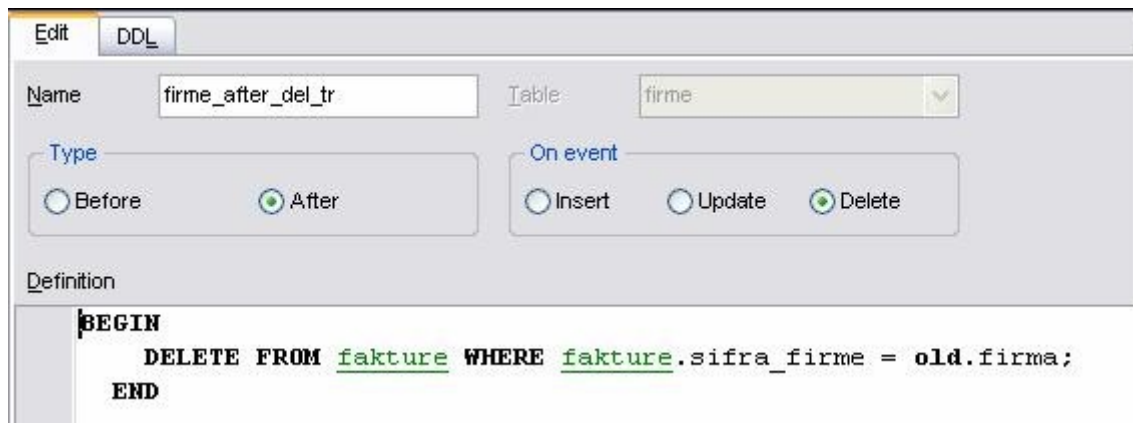 Edit DDL
Name firme_after_del_tr Table firme
Type On event
Before After Insert Update Delete
Definition
BEGIN
DELETE FROM fakture WHERE fakture.sifra_firme = old.firma;
END